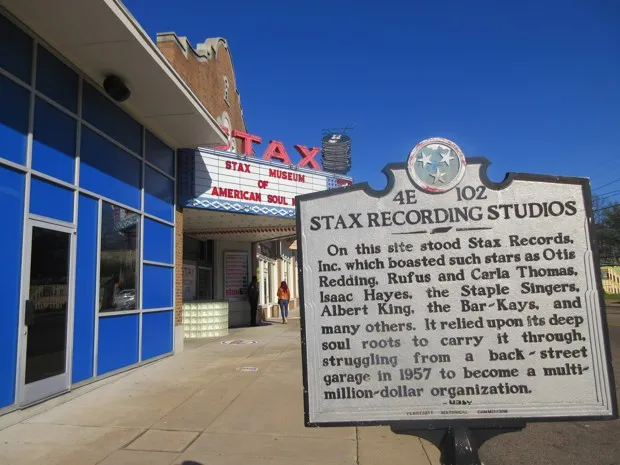 STAX
STAX MUSEUM
OF
AMERICAN SOUL
4E 102
STAX RECORDING STUDIOS
On this site stood Stax Records,
Inc. which boasted such stars as Otis
Redding, Rufus and Carla Thomas,
Isaac Hayes, the Staple Singers,
Albert King, the Bar-Kays, and
many others. It relied upon its deep
soul roots to carry it through,
struggling from a back-street
garage in 1957 to become a multi-
million-dollar organization.
TENNESSEE HISTORICAL COMMISSION